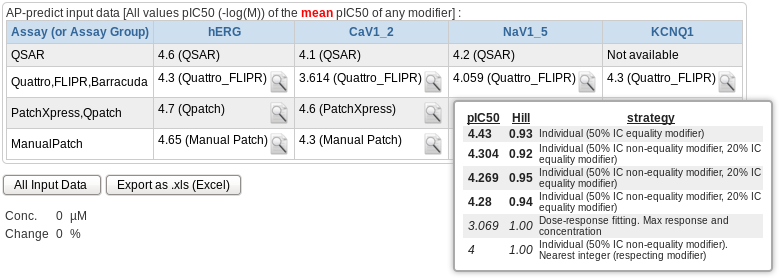 AP-predict input data [All values pIC50 (-log(M)) of the mean pIC50 of any modifier] :
Assay (or Assay Group) hERG CaV1_2 NaV1_5 KCNQ1
QSAR 4.6 (QSAR) 4.1 (QSAR) 4.2 (QSAR) Not available
Quattro,FLIPR,Barracuda 4.3 (Quattro_FLIPR) 3.614 (Quattro_FLIPR) 4.059 (Quattro_FLIPR) 4.3 (Quattro_FLIPR)
PatchXpress,Qpatch 4.7 (Qpatch) 4.6 (PatchXpress)
ManualPatch 4.65 (Manual Patch) 4.3 (Manual Patch)
pIC50 Hill strategy
4.43 0.93 Individual (50% IC equality modifier)
4.304 0.92 Individual (50% IC non-equality modifier, 20% IC
equality modifier)
4.269 0.95 Individual (50% IC non-equality modifier, 20% IC
equality modifier)
4.28 0.94 Individual (50% IC non-equality modifier, 20% IC
equality modifier)
3.069 1.00 Dose-response fitting. Max response and
concentration
4 1.00 Individual (50% IC non-equality modifier).
Nearest integer (respecting modifier)
All Input Data Export as .xls (Excel)
Conc. 0 µM
Change 0 %